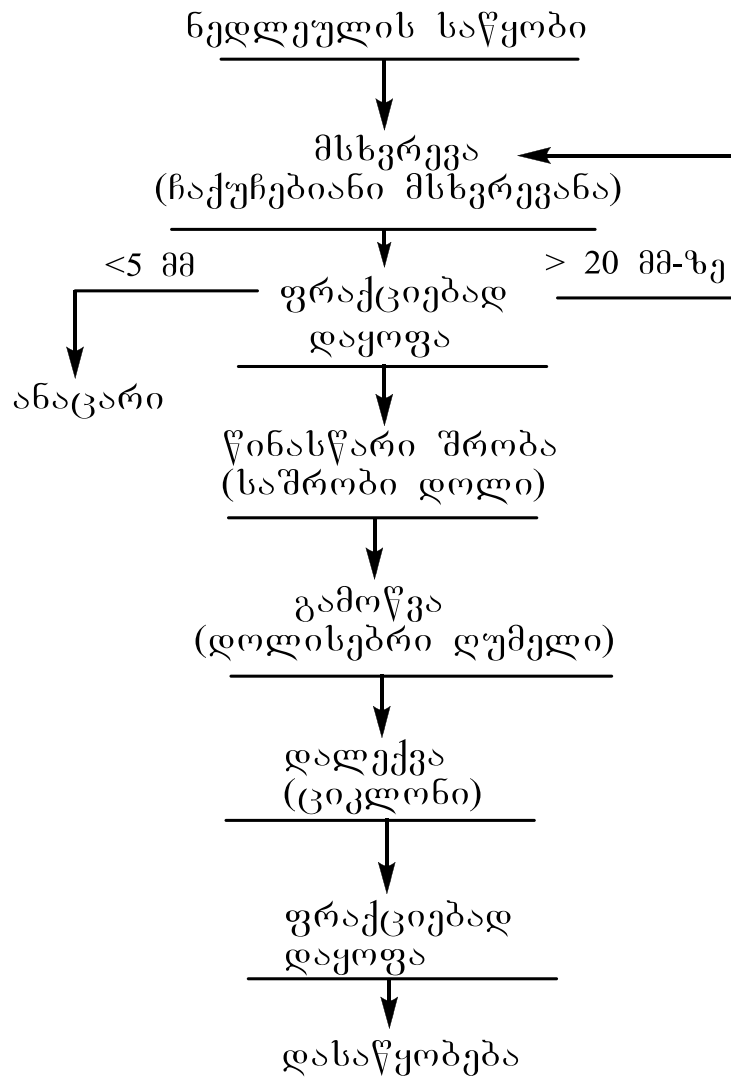 ნედლეულის საწყობი
მსხვრევა
(ჩაქუჩებიანი მსხვრევანა)
<5 მმ
> 20 მმ-ზე
ფრაქციებად
დაყოფა
ანაცარი
წინასწარი შრობა
(საშრობი დოლი)
გამოწვა
(დოლისებრი ღუმელი)
დალექვა
(ციკლონი)
ფრაქციებად
დაყოფა
დასაწყობება